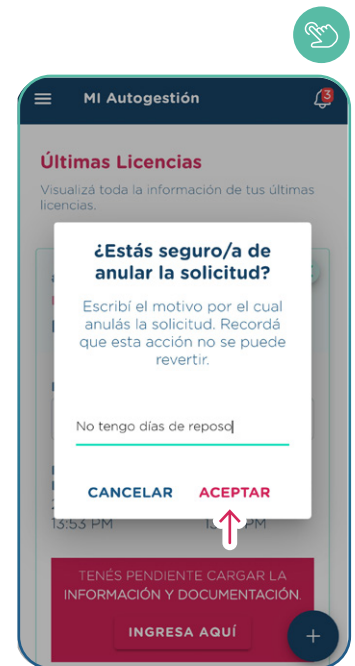 MI Autogestión
3
Últimas Licencias
Visualizá toda la información de tus últimas
licencias.
¿Estás seguro/a de
anular la solicitud?
Escribí el motivo por el cual
anulás la solicitud. Recordá
que esta acción no se puede
revertir.
No tengo días de reposo
CANCELAR ACEPTAR
13:53 PM PM
TENÉS PENDIENTE CARGAR LA
INFORMACIÓN Y DOCUMENTACIÓN.
INGRESA AQUÍ
+